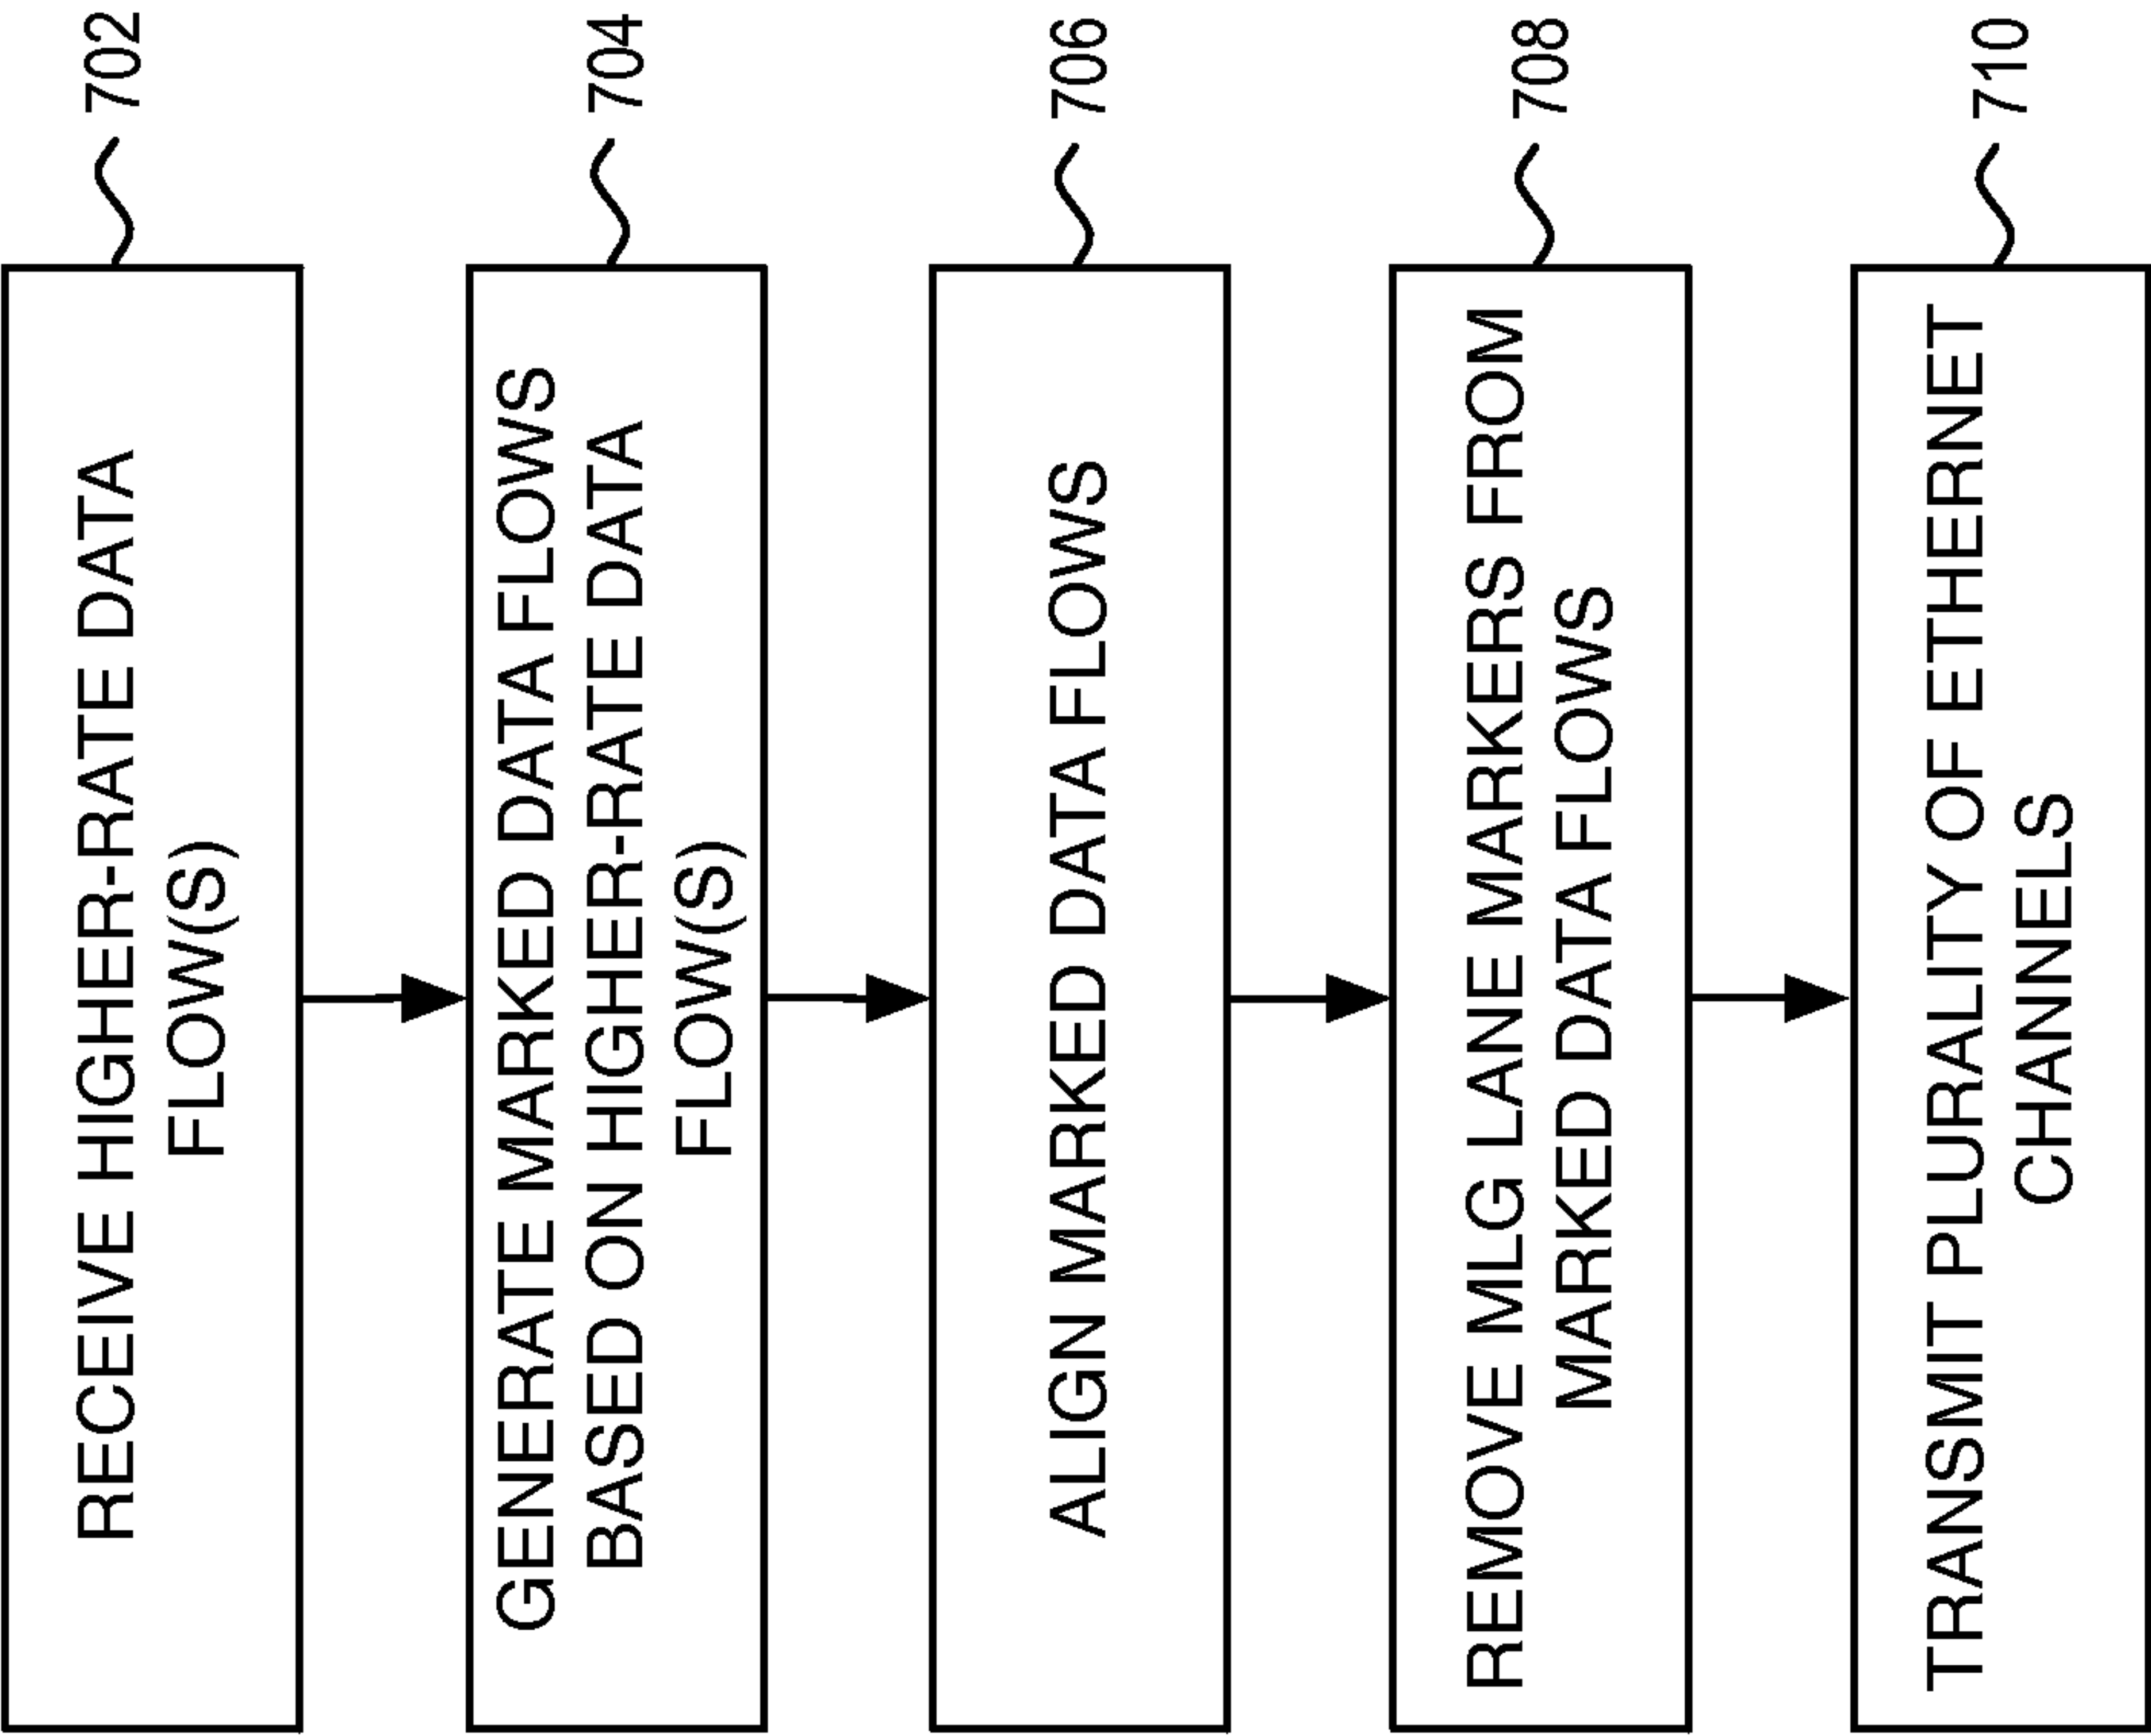 RECEIVE HIGHER-RATE DATA
FLOW(S)
702
GENERATE MARKED DATA FLOWS
BASED ON HIGHER-RATE DATA
FLOW(S)
704
ALIGN MARKED DATA FLOWS
706
REMOVE MLG LANE MARKERS FROM
MARKED DATA FLOWS
708
TRANSMIT PLURALITY OF ETHERNET
CHANNELS
710